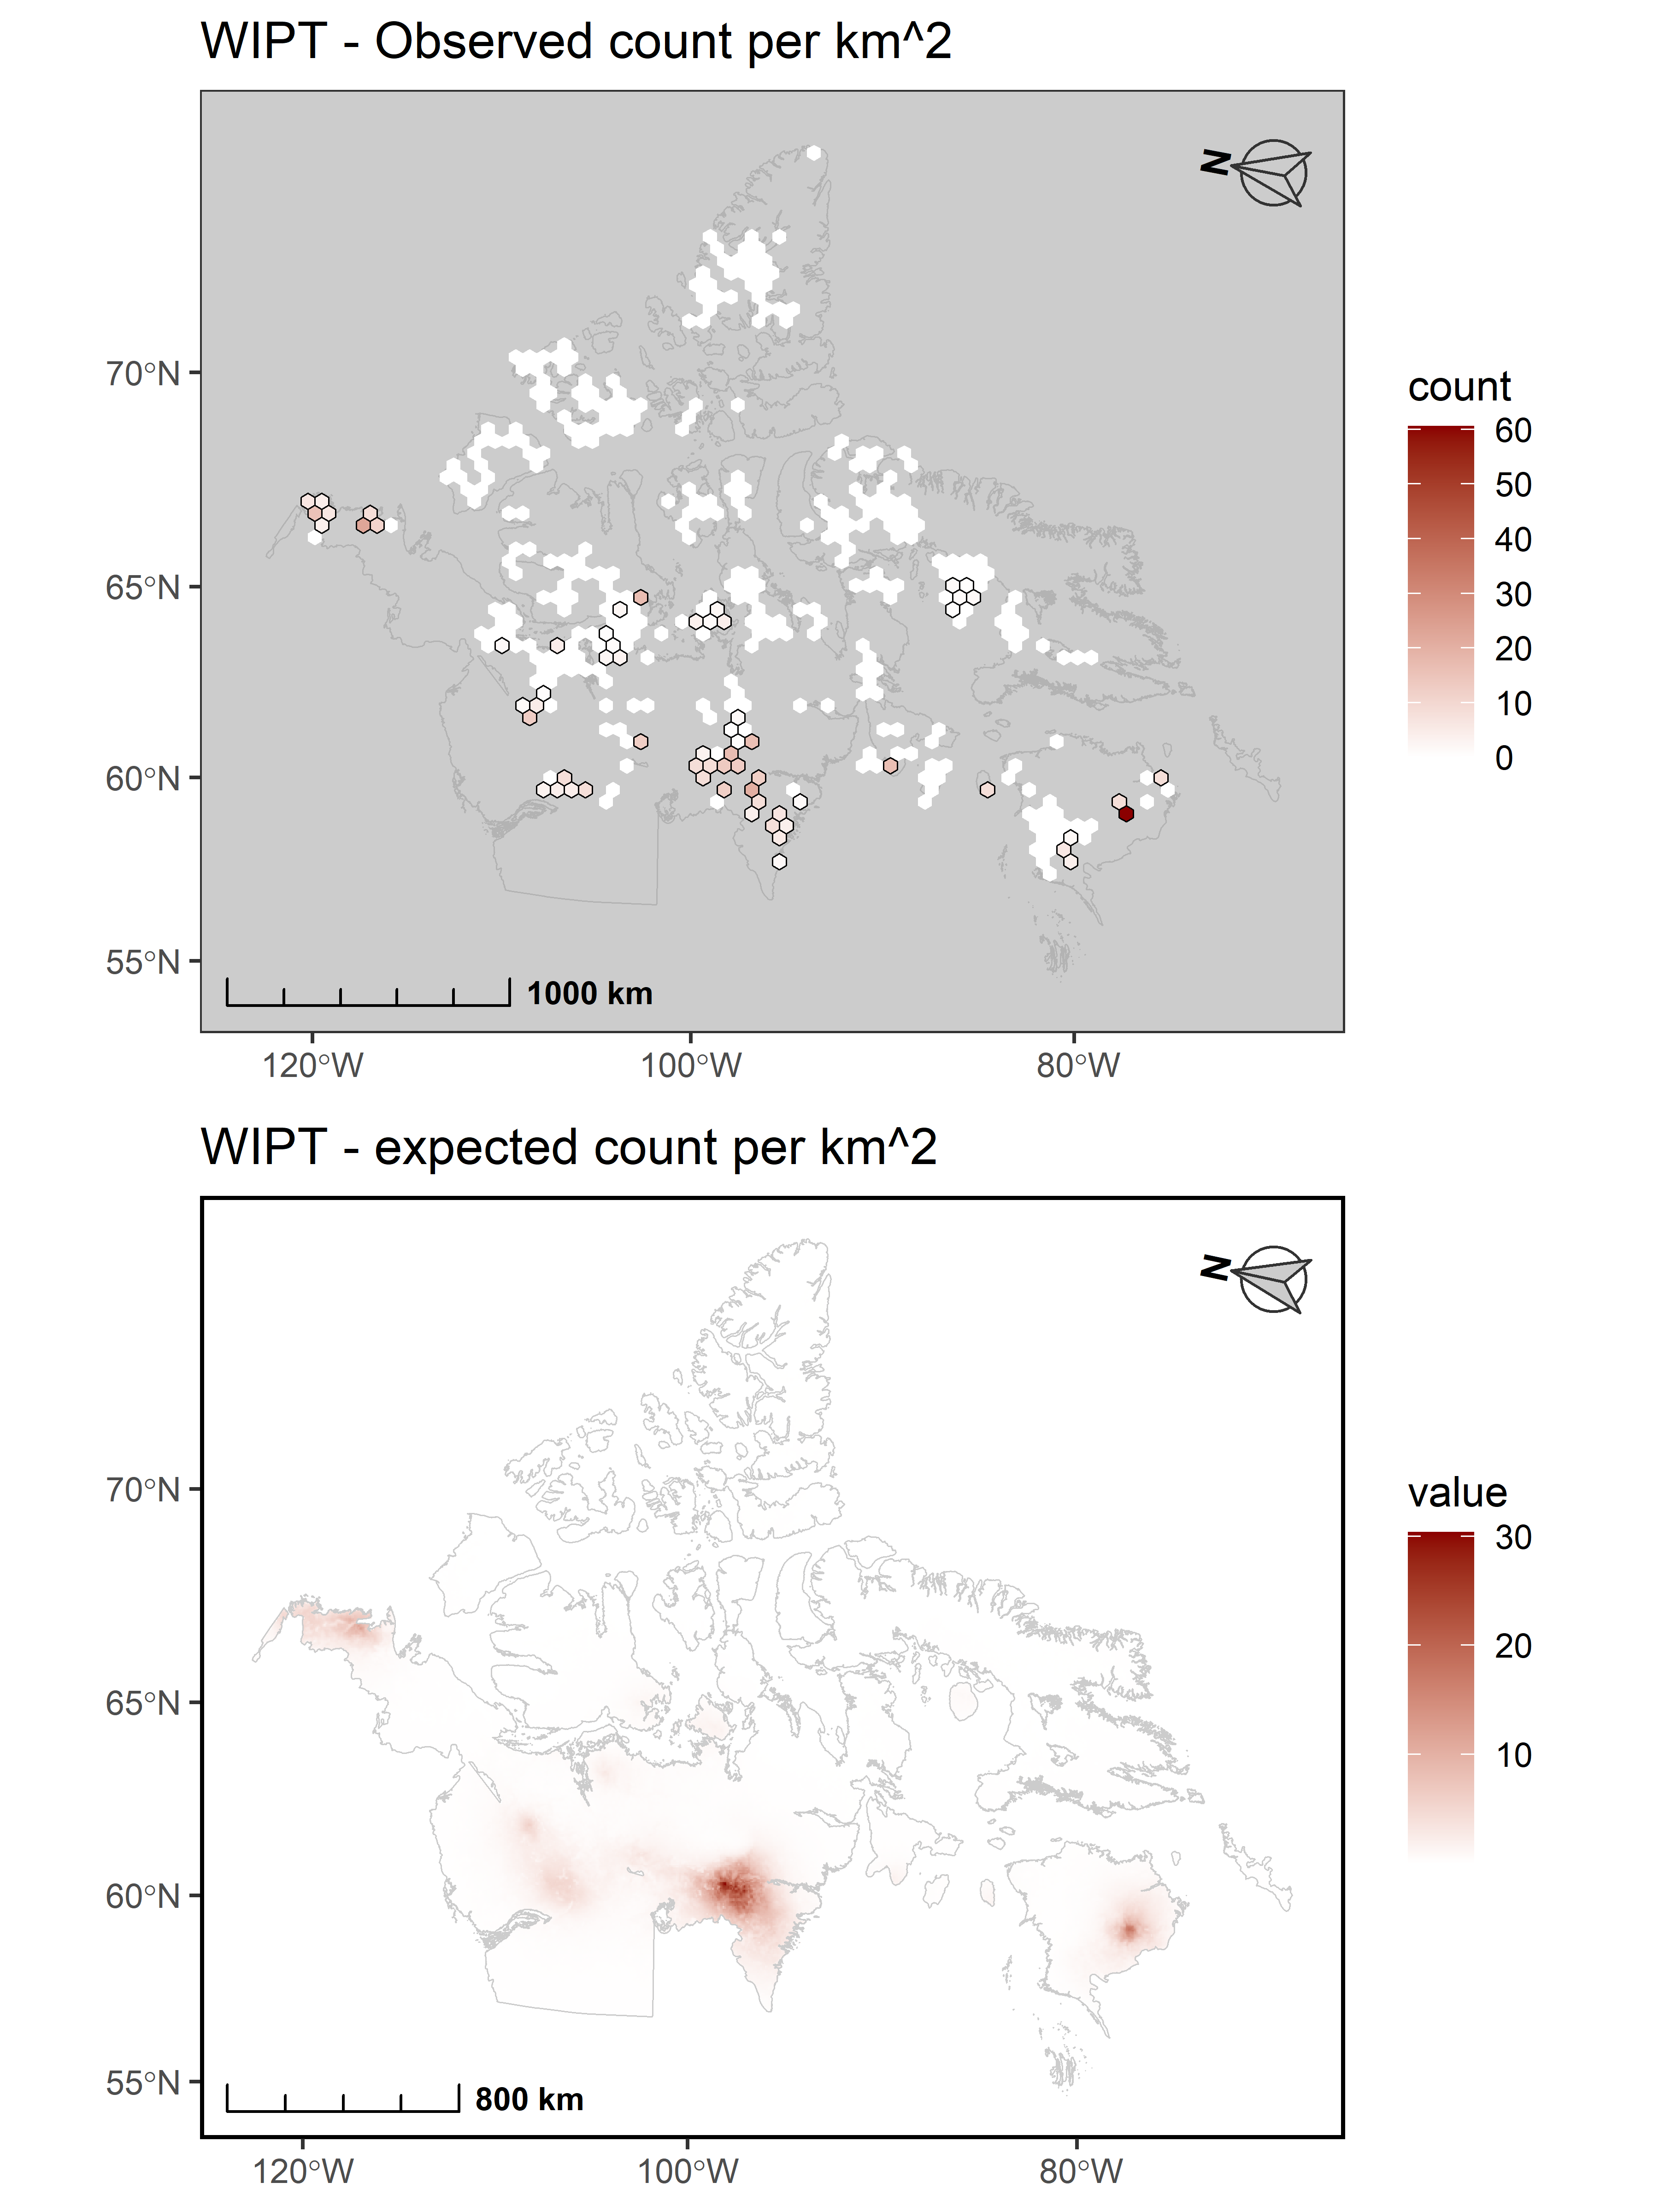 WIPT - Observed count per km^2
N
70°N
65°N
60°N
55°N
1000 km
120°W
100°W
80°W
count
60
50
40
30
20
10
0
WIPT - expected count per km^2
N
70°N
65°N
60°N
55°N
800 km
120°W
100°W
80°W
value
30
20
10